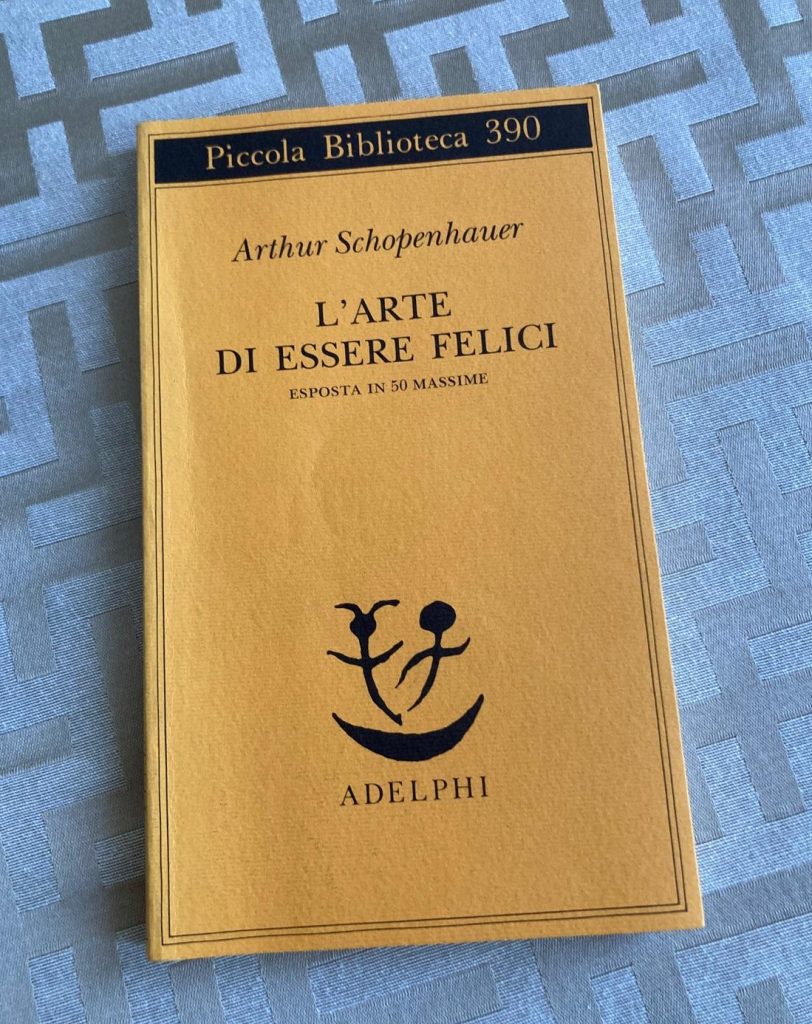 Piccola Biblioteca 390
Arthur Schopenhauer
L'ARTE
DI ESSERE FELICI
ESPOSTA IN 50 MASSIME
ADELPHI